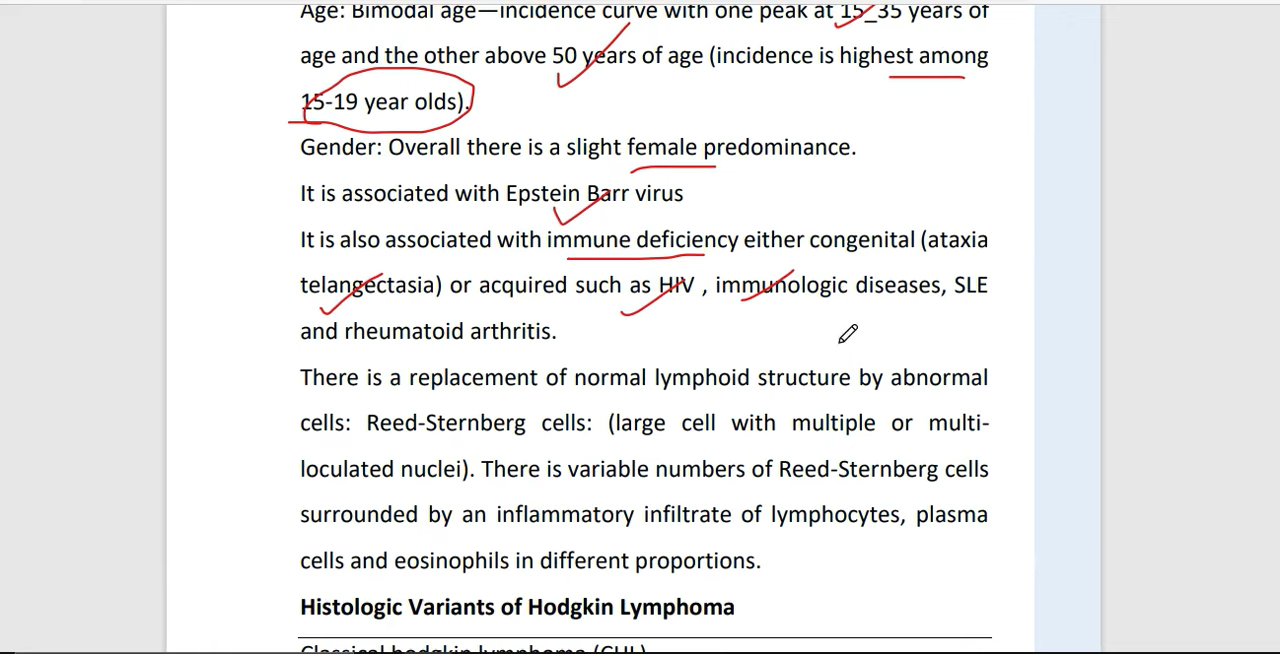 Age: Bimodal age—incidence curve with one peak at 15_35 years of
age and the other above 50 years of age (incidence is highest among
15-19 year olds).
Gender: Overall there is a slight female predominance.
It is associated with Epstein Barr virus
It is also associated with immune deficiency either congenital (ataxia
telangectasia) or acquired such as HIV , immunologic diseases, SLE
and rheumatoid arthritis.
There is a replacement of normal lymphoid structure by abnormal
cells: Reed-Sternberg cells: (large cell with multiple or multi-
loculated nuclei). There is variable numbers of Reed-Sternberg cells
surrounded by an inflammatory infiltrate of lymphocytes, plasma
cells and eosinophils in different proportions.
Histologic Variants of Hodgkin Lymphoma
Classical hodgkin lymphoma (CHL)